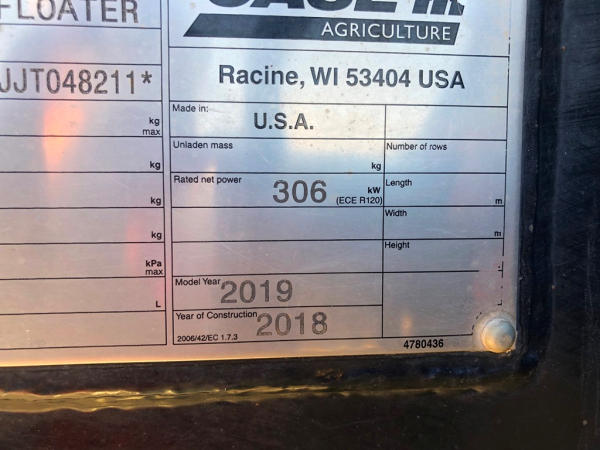 FLOATER
CASE IH
AGRICULTURE
JJT048211*
Racine, WI 53404 USA
Made in:
U.S.A.
kg
max
Unladen mass
kg
Number of rows
kg
Rated net power
306 kW
(ECE R120)
Length
m
kg
Width
m
kg
Height
kPa
max
Model Year 2019
L
Year of Construction 2018
2006/42/EC 1.7.3
4780436